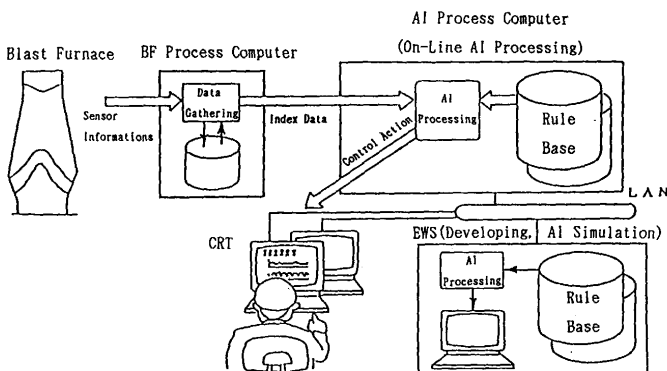 AI Process Computer
(On-Line AI Processing)
Blast Furnace
BF Process Computer
Data
Gathering
Sensor
Informations
Index Data
AI
Processing
Rule
Base
Control Action
LAN
CRT
EWS(Developing, AI Simulation)
AI
Processing
Rule
Base